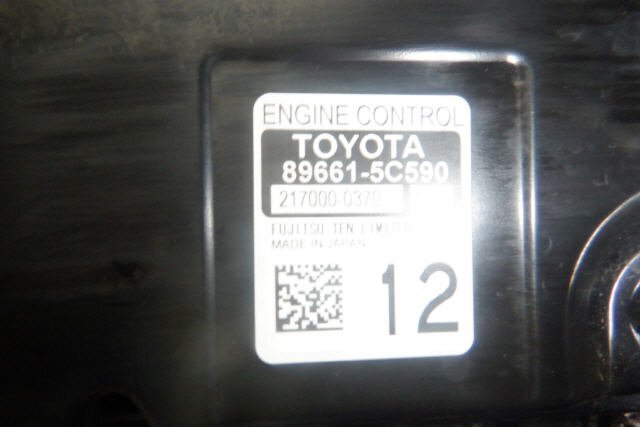 ENGINE CONTROL
TOYOTA
89661-5C590
217000-0370
FUJITSU TEN LIMITED
MADE IN JAPAN
12